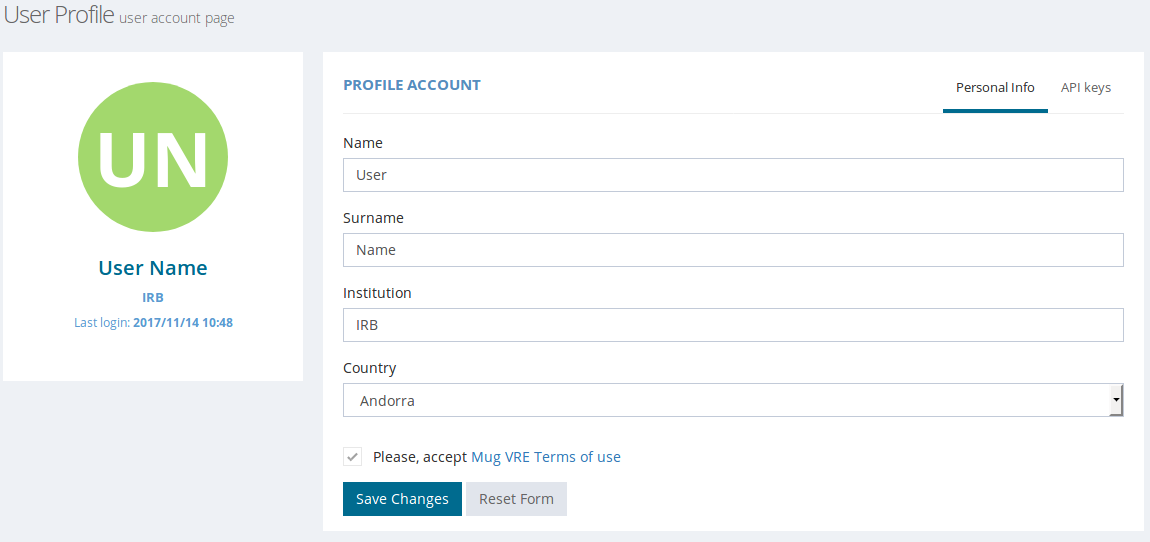 User Profile user account page
UN
User Name
IRB
Last login: 2017/11/14 10:48
PROFILE ACCOUNT
Personal Info
API keys
Name
User
Surname
Name
Institution
IRB
Country
Andorra
Please, accept Mug VRE Terms of use
Save Changes
Reset Form